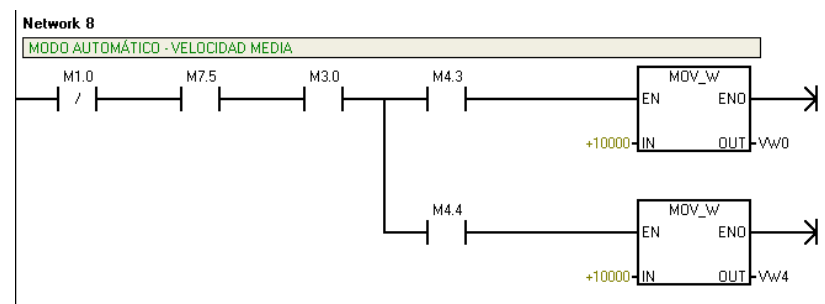 Network 8
MODO AUTOMÁTICO - VELOCIDAD MEDIA
M1.0 M7.5 M3.0 M4.3 MOV_W
/ EN ENO
+10000 IN OUT VW0
M4.4 MOV_W
EN ENO
+10000 IN OUT VW4